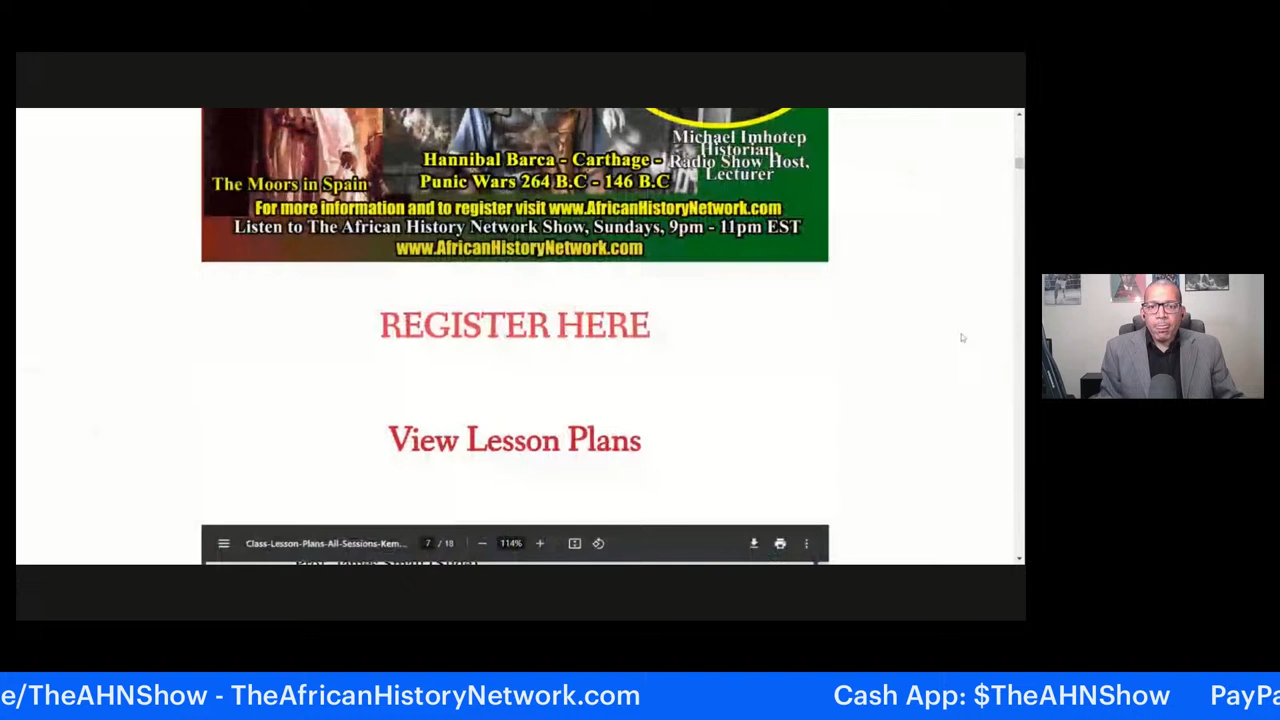 The Moors in Spain
Hannibal Barca - Carthage -
Punic Wars 264 B.C - 146 B.C
Michael Imhotep
Historian,
Radio Show Host,
Lecturer
For more information and to register visit www.AfricanHistoryNetwork.com
Listen to The African History Network Show, Sundays, 9pm - 11pm EST
www.AfricanHistoryNetwork.com
REGISTER HERE
View Lesson Plans
Class-Lesson-Plans-All-Sessions-Kem... 7 / 18 114%
e/TheAHNShow - TheAfricanHistoryNetwork.com Cash App: $TheAHNShow PayPa